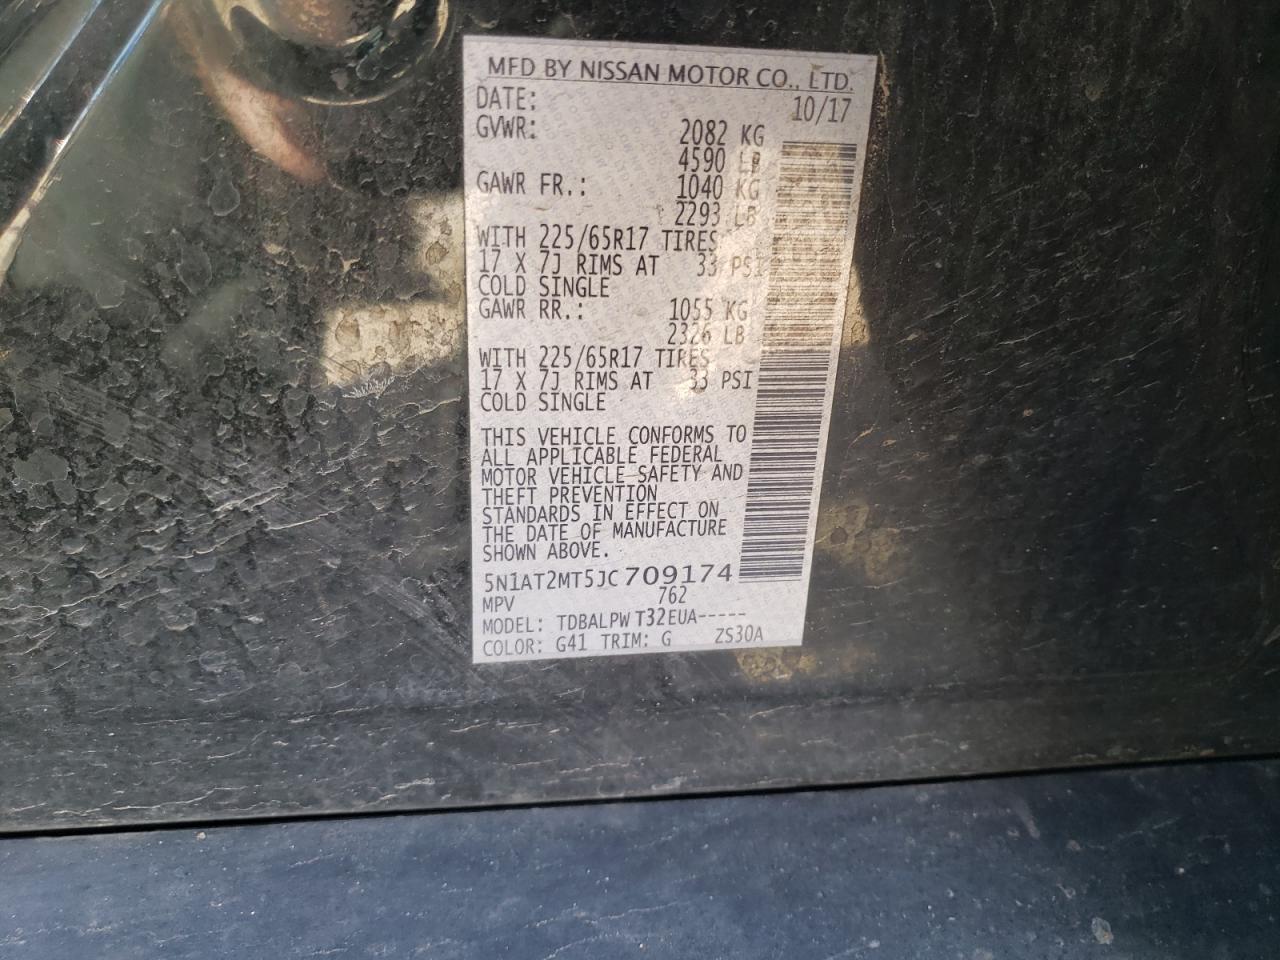 MFD BY NISSAN MOTOR CO., LTD.
DATE: 10/17
GVWR: 2082 KG
4590 LB
GAWR FR.: 1040 KG
2293 LB
WITH 225/65R17 TIRES
17 X 7J RIMS AT 33 PSI
COLD SINGLE
GAWR RR.: 1055 KG
2326 LB
WITH 225/65R17 TIRES
17 X 7J RIMS AT 33 PSI
COLD SINGLE
THIS VEHICLE CONFORMS TO
ALL APPLICABLE FEDERAL
MOTOR VEHICLE SAFETY AND
THEFT PREVENTION
STANDARDS IN EFFECT ON
THE DATE OF MANUFACTURE
SHOWN ABOVE.
5N1AT2MT5JC709174
MPV 762
MODEL: TDBALPW T32EUA-----
COLOR: G41 TRIM: G ZS30A